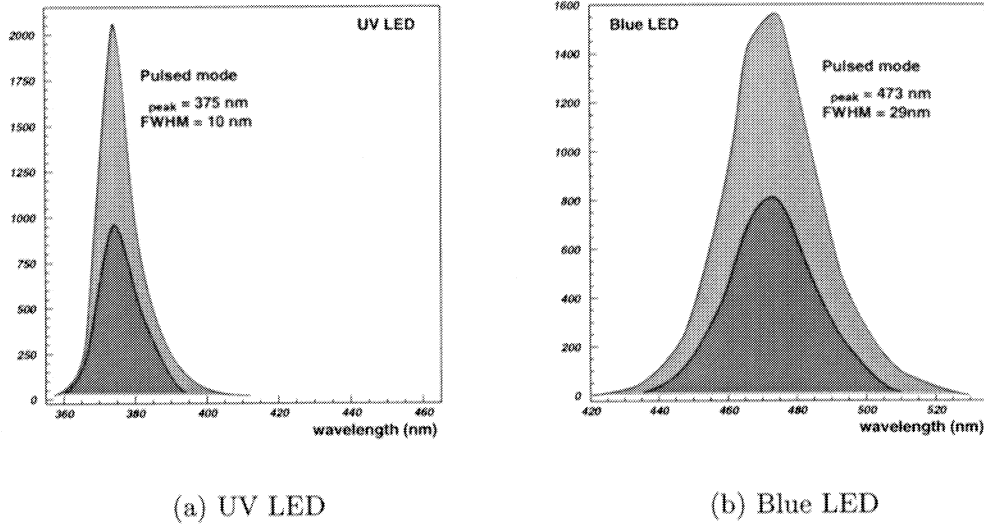 UV LED
Pulsed mode
peak = 375 nm
FWHM = 10 nm
2000
1750
1500
1250
1000
750
500
250
0
360 380 400 420 440 460
wavelength (nm)
(a) UV LED
Blue LED
Pulsed mode
peak = 473 nm
FWHM = 29nm
1600
1400
1200
1000
800
600
400
200
0
420 440 460 480 500 520
wavelength (nm)
(b) Blue LED